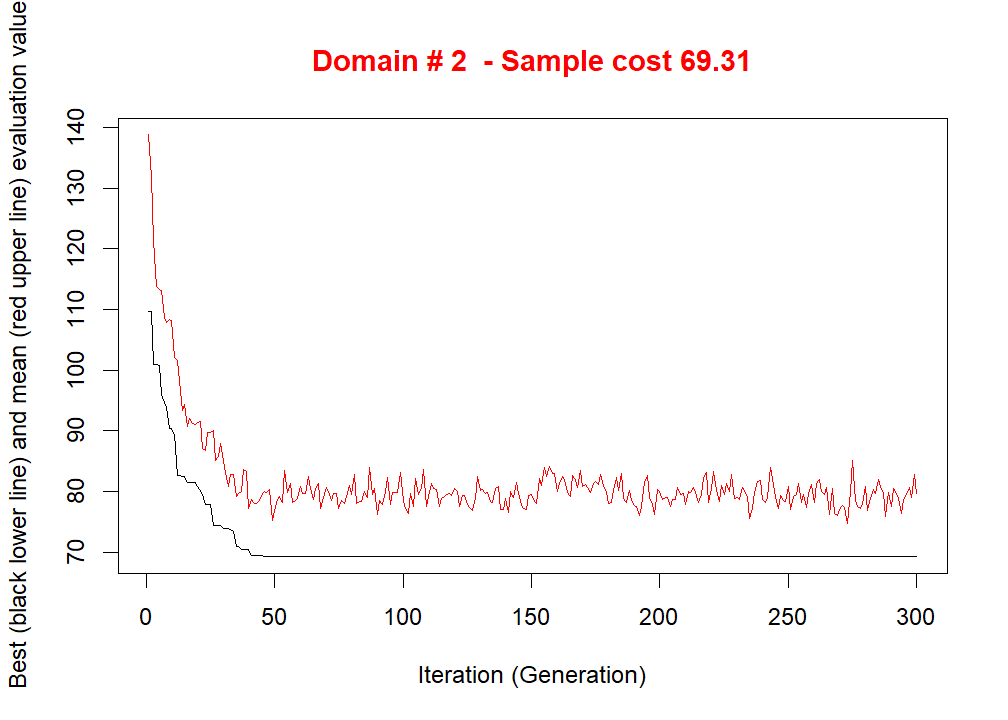 Domain # 2  - Sample cost 69.31
Best (black lower line) and mean (red upper line) evaluation value
140
130
120
110
100
90
80
70
0 50 100 150 200 250 300
Iteration (Generation)